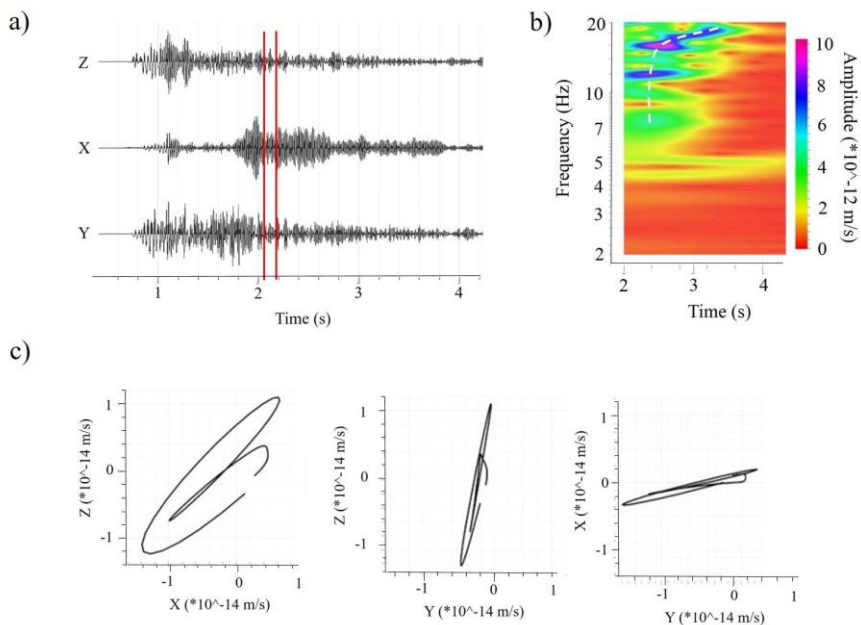 a)
Z
X
Y
1 2 3 4
Time (s)
b)
20
10
7
5
4
3
2
Frequency (Hz)
2 3 4
Time (s)
10
8
6
4
2
0
Amplitude (*10^-12 m/s)
c)
1
0
-1
Z (*10^-14 m/s)
-1 0 1
X (*10^-14 m/s)
1
0
-1
Z (*10^-14 m/s)
-1 0 1
Y (*10^-14 m/s)
1
0
-1
X (*10^-14 m/s)
-1 0 1
Y (*10^-14 m/s)